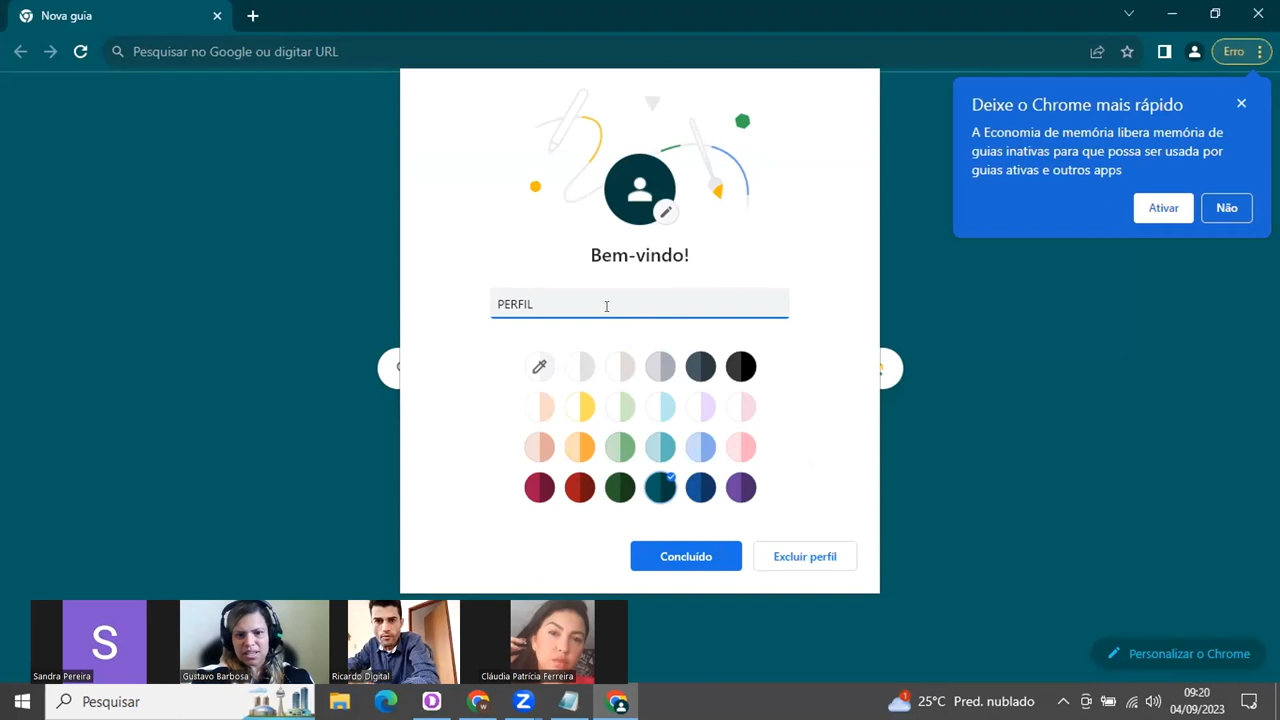 Nova guia
Pesquisar no Google ou digitar URL
Erro
Deixe o Chrome mais rápido
A Economia de memória libera memória de
guias inativas para que possa ser usada por
guias ativas e outros apps
Ativar
Não
Bem-vindo!
PERFIL
Concluído
Excluir perfil
S
Sandra Pereira
Gustavo Barbosa
Ricardo Digital
Cláudia Patrícia Ferreira
Personalizar o Chrome
Pesquisar
1
25°C Pred. nublado
09:20
04/09/2023